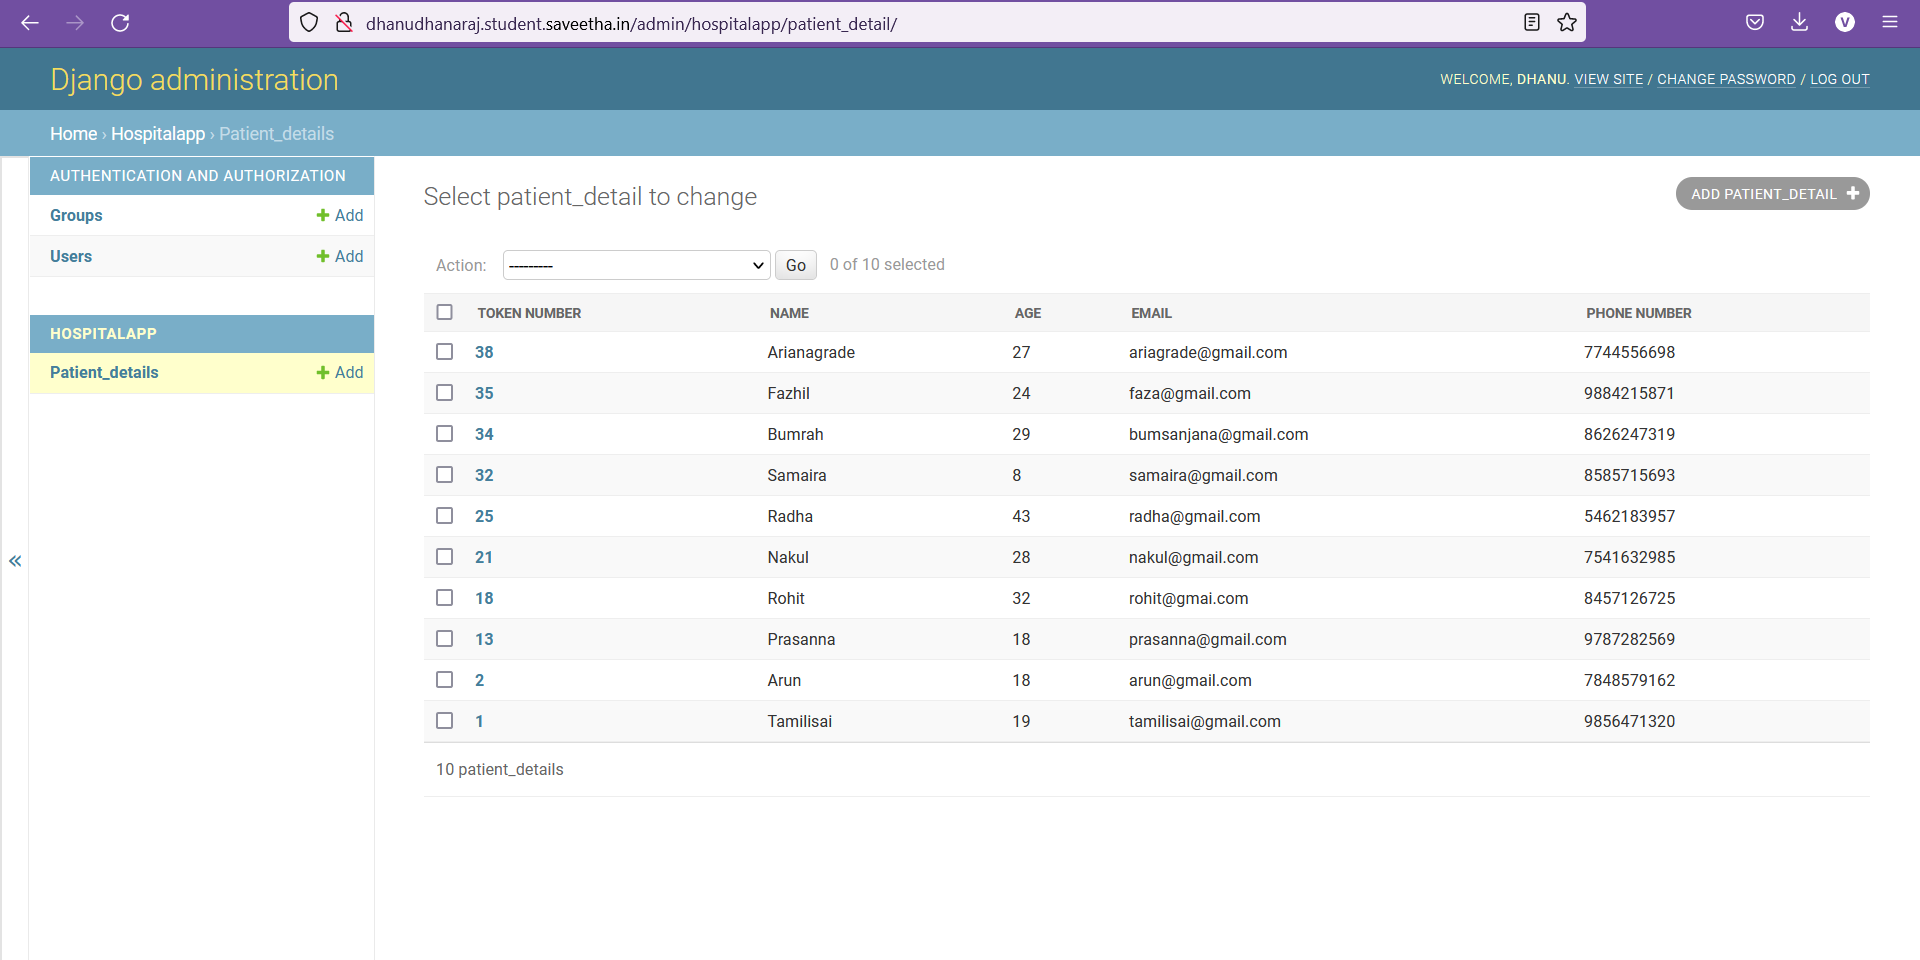 dhanudhanaraj.student.saveetha.in/admin/hospitalapp/patient_detail/
V
Django administration
WELCOME, DHANU. VIEW SITE / CHANGE PASSWORD / LOG OUT
Home › Hospitalapp › Patient_details
AUTHENTICATION AND AUTHORIZATION
Groups + Add
Users + Add
HOSPITALAPP
Patient_details + Add
«
Select patient_detail to change
ADD PATIENT_DETAIL +
Action: --------- Go 0 of 10 selected
TOKEN NUMBER NAME AGE EMAIL PHONE NUMBER
38 Arianagrade 27 ariagrade@gmail.com 7744556698
35 Fazhil 24 faza@gmail.com 9884215871
34 Bumrah 29 bumsanjana@gmail.com 8626247319
32 Samaira 8 samaira@gmail.com 8585715693
25 Radha 43 radha@gmail.com 5462183957
21 Nakul 28 nakul@gmail.com 7541632985
18 Rohit 32 rohit@gmai.com 8457126725
13 Prasanna 18 prasanna@gmail.com 9787282569
2 Arun 18 arun@gmail.com 7848579162
1 Tamilisai 19 tamilisai@gmail.com 9856471320
10 patient_details